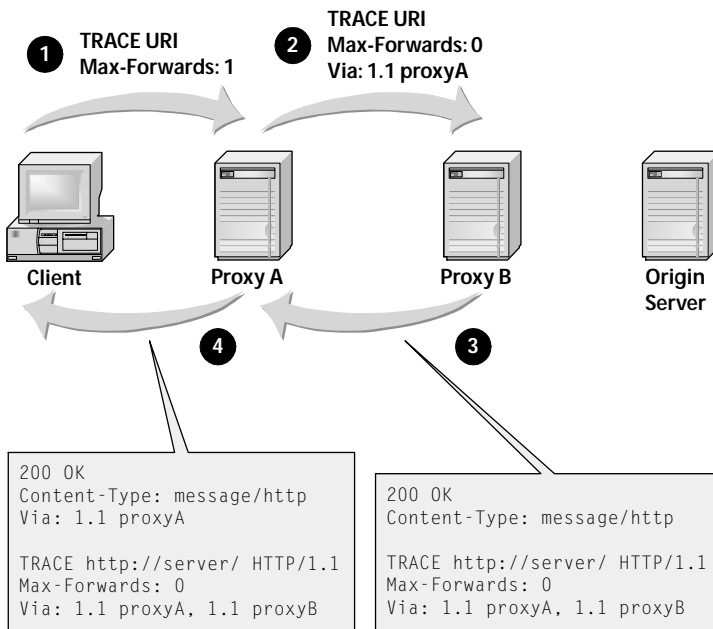 1
TRACE URI
Max-Forwards: 1
2
TRACE URI
Max-Forwards: 0
Via: 1.1 proxyA
Client
Proxy A
Proxy B
Origin
Server
4
3
200 OK
Content-Type: message/http
Via: 1.1 proxyA
TRACE http://server/ HTTP/1.1
Max-Forwards: 0
Via: 1.1 proxyA, 1.1 proxyB
200 OK
Content-Type: message/http
TRACE http://server/ HTTP/1.1
Max-Forwards: 0
Via: 1.1 proxyA, 1.1 proxyB